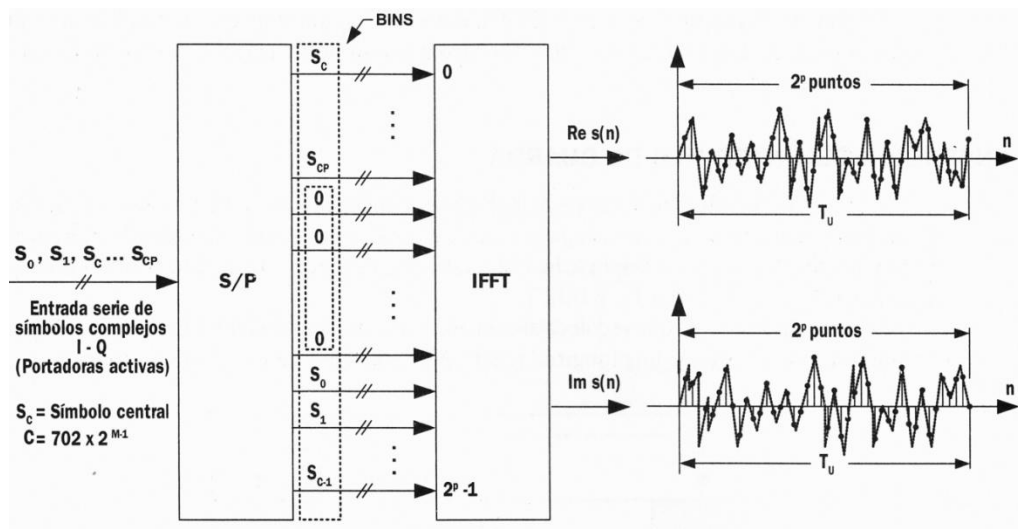 BINS
S_C
0
⋮
S_CP
0
0
⋮
0
S_0
S_1
⋮
S_C-1
2^p -1
S_0, S_1, S_C ... S_CP
Entrada serie de
símbolos complejos
I - Q
(Portadoras activas)
S_C = Símbolo central
C = 702 x 2^M-1
S/P
IFFT
Re s(n)
2^p puntos
n
T_U
Im s(n)
2^p puntos
n
T_U